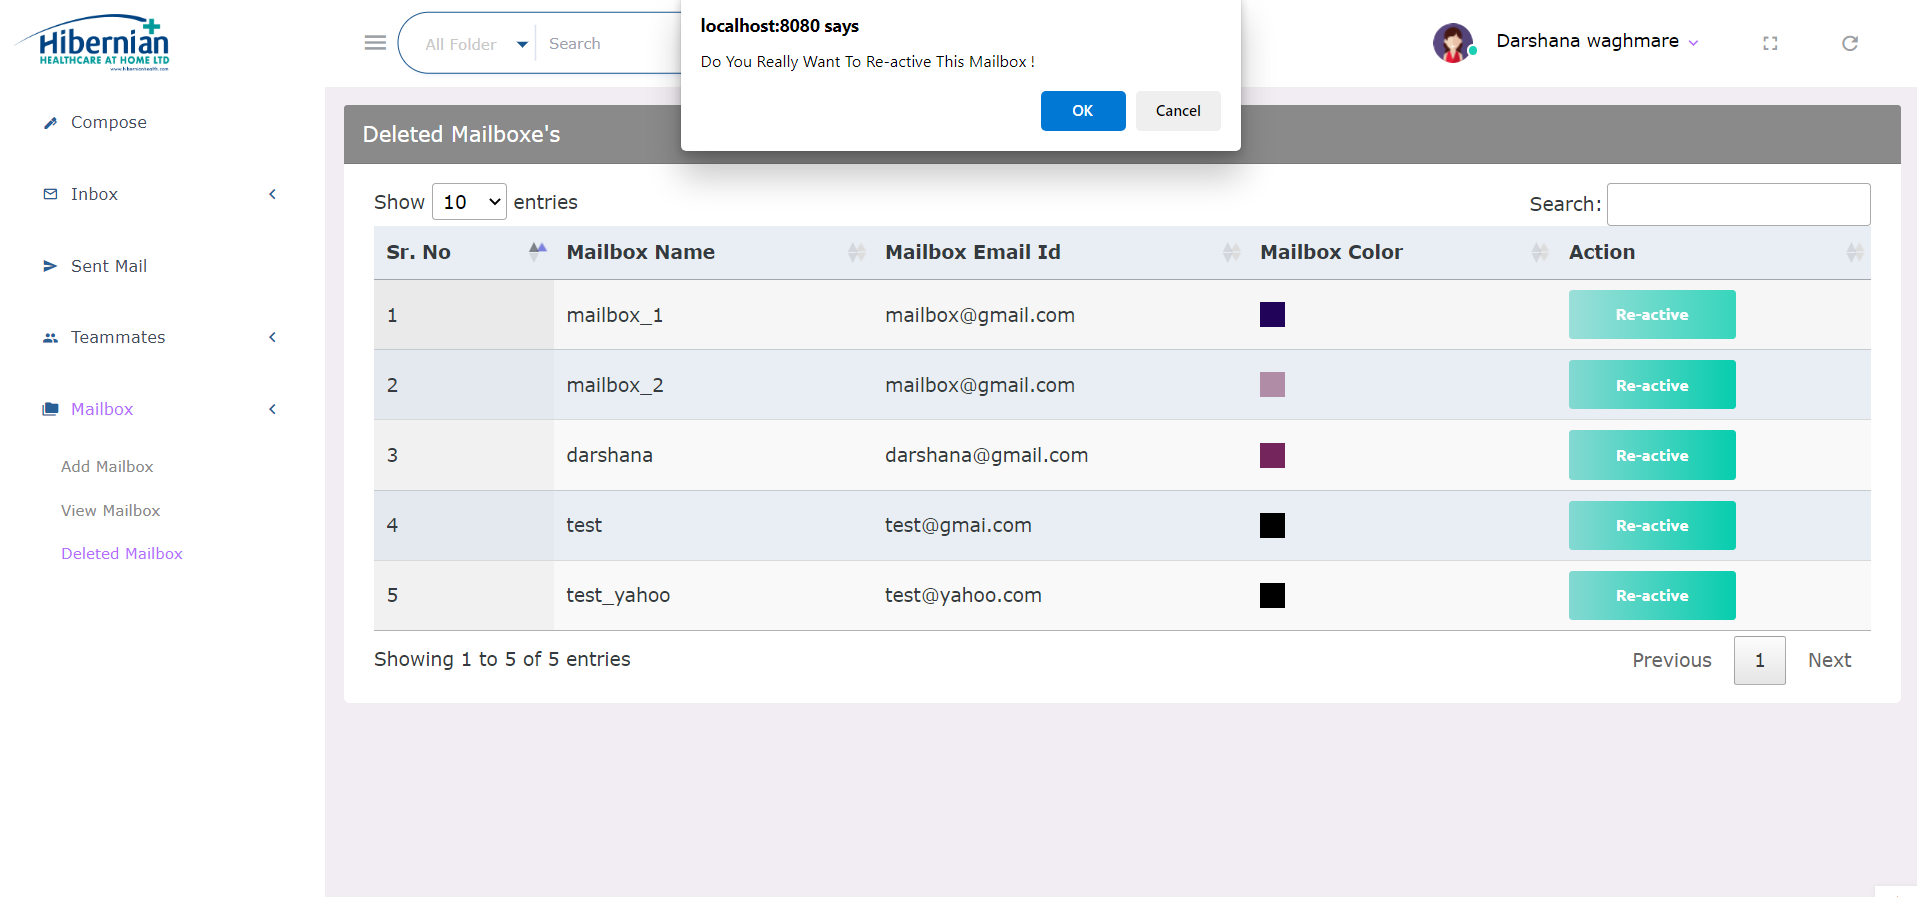 Hibernian
HEALTHCARE AT HOME LTD
www.hibernianhealth.com
All Folder Search
localhost:8080 says
Do You Really Want To Re-active This Mailbox !
OK Cancel
Darshana waghmare
Compose
Inbox
Sent Mail
Teammates
Mailbox
Add Mailbox
View Mailbox
Deleted Mailbox
Deleted Mailboxe's
Show 10 entries Search:
Sr. No Mailbox Name Mailbox Email Id Mailbox Color Action
1 mailbox_1 mailbox@gmail.com Re-active
2 mailbox_2 mailbox@gmail.com Re-active
3 darshana darshana@gmail.com Re-active
4 test test@gmai.com Re-active
5 test_yahoo test@yahoo.com Re-active
Showing 1 to 5 of 5 entries Previous 1 Next